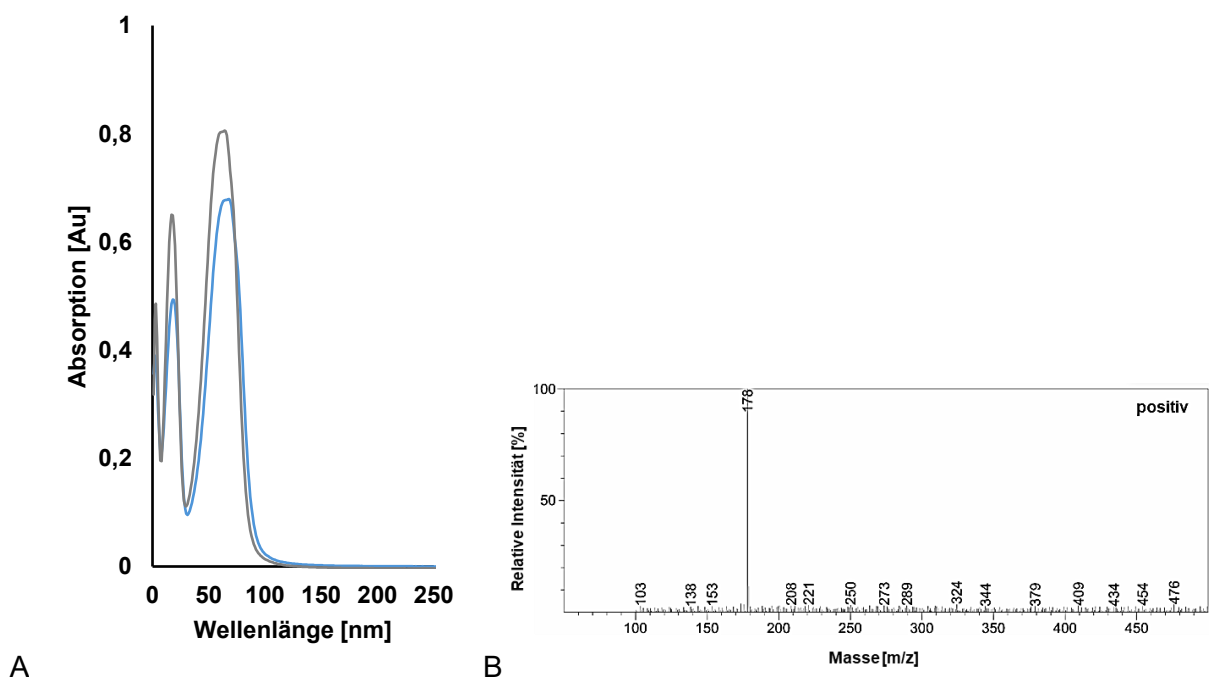 1
0,8
0,6
0,4
0,2
0
Absorption [Au]
0 50 100 150 200 250
Wellenlänge [nm]
A
100
50
Relative Intensität [%]
positiv
178
103 138 153 208 221 250 273 289 324 344 379 409 434 454 476
100 150 200 250 300 350 400 450
Masse [m/z]
B